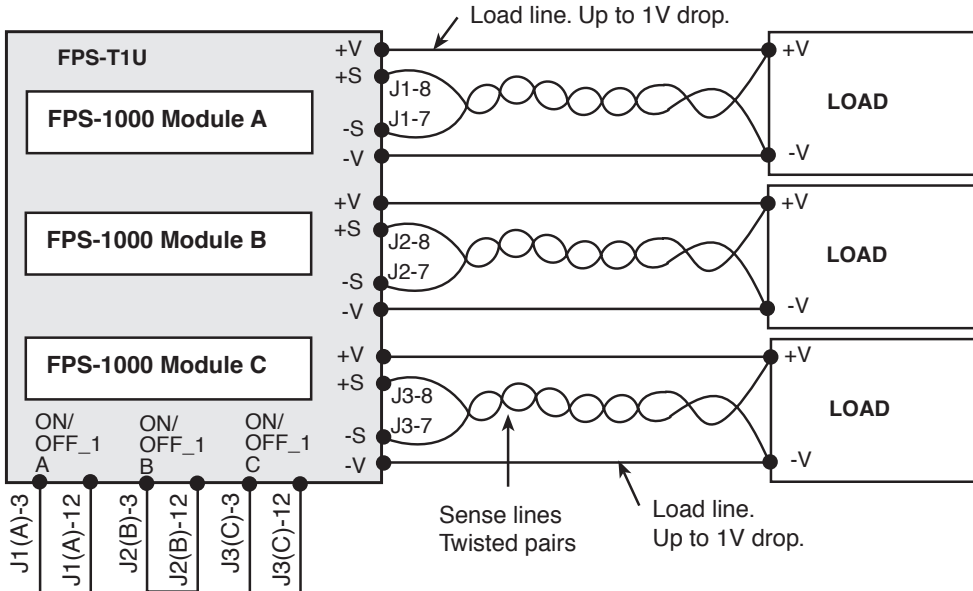 Load line. Up to 1V drop.
FPS-T1U
+V
+V
+S
J1-8
FPS-1000 Module A
LOAD
J1-7
-S
-V
-V
+V
+V
+S
J2-8
FPS-1000 Module B
LOAD
J2-7
-S
-V
-V
+V
+V
+S
J3-8
FPS-1000 Module C
LOAD
J3-7
-S
-V
-V
ON/
OFF_1
A
ON/
OFF_1
B
ON/
OFF_1
C
J1(A)-3
J1(A)-12
J2(B)-3
J2(B)-12
J3(C)-3
J3(C)-12
Sense lines
Twisted pairs
Load line.
Up to 1V drop.